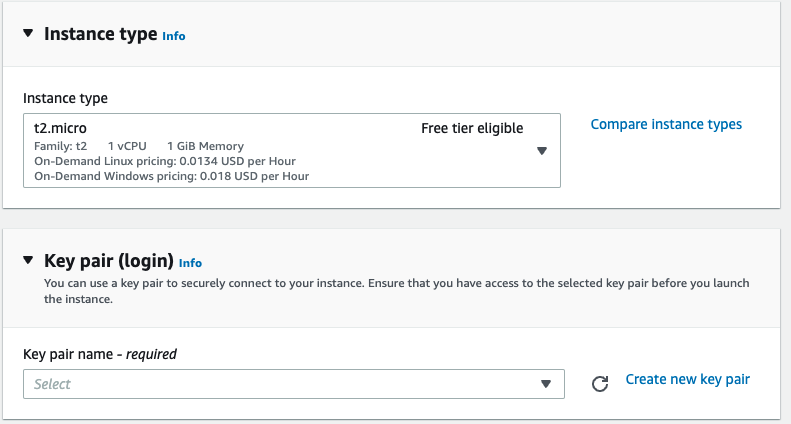 Instance type Info
Instance type
t2.micro Free tier eligible
Family: t2 1 vCPU 1 GiB Memory
On-Demand Linux pricing: 0.0134 USD per Hour
On-Demand Windows pricing: 0.018 USD per Hour
Compare instance types
Key pair (login) Info
You can use a key pair to securely connect to your instance. Ensure that you have access to the selected key pair before you launch
the instance.
Key pair name - required
Select
Create new key pair